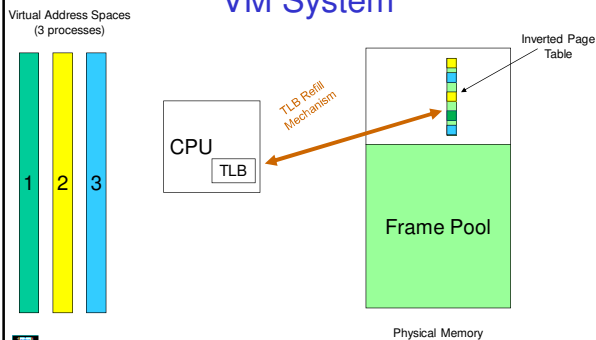 VM System
Virtual Address Spaces
(3 processes)
Inverted Page
Table
TLB Refill
Mechanism
CPU
TLB
1
2
3
Frame Pool
Physical Memory